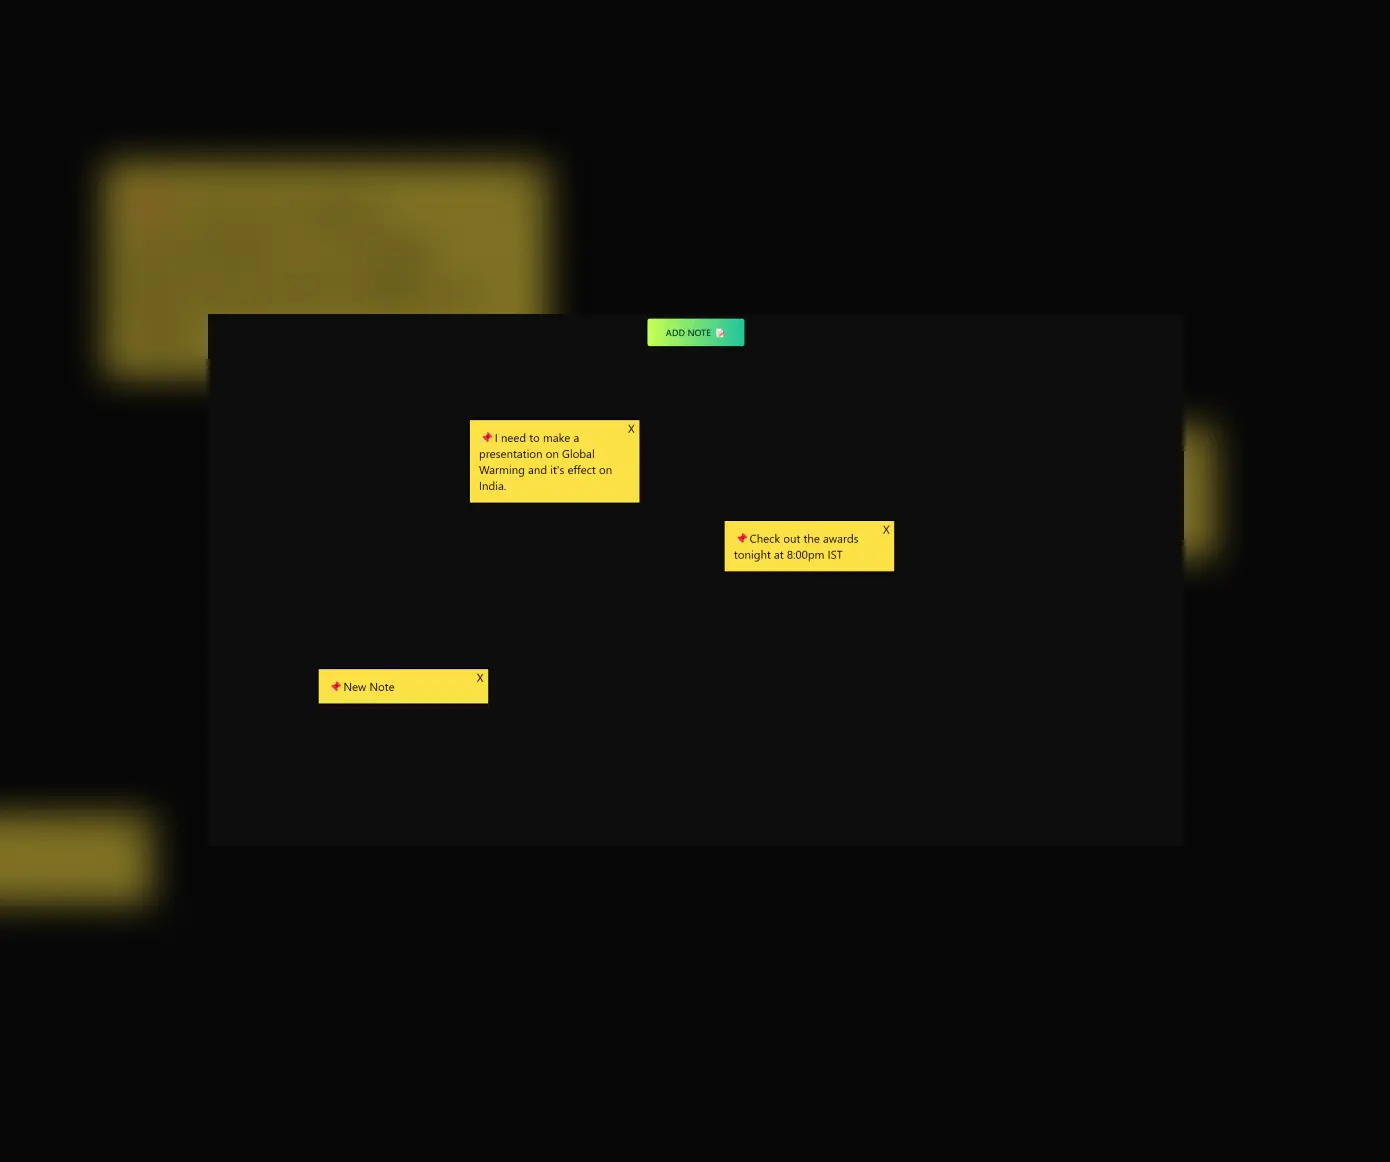 ADD NOTE 📝
X
📌I need to make a
presentation on Global
Warming and it's effect on
India.
X
📌Check out the awards
tonight at 8:00pm IST
X
📌New Note